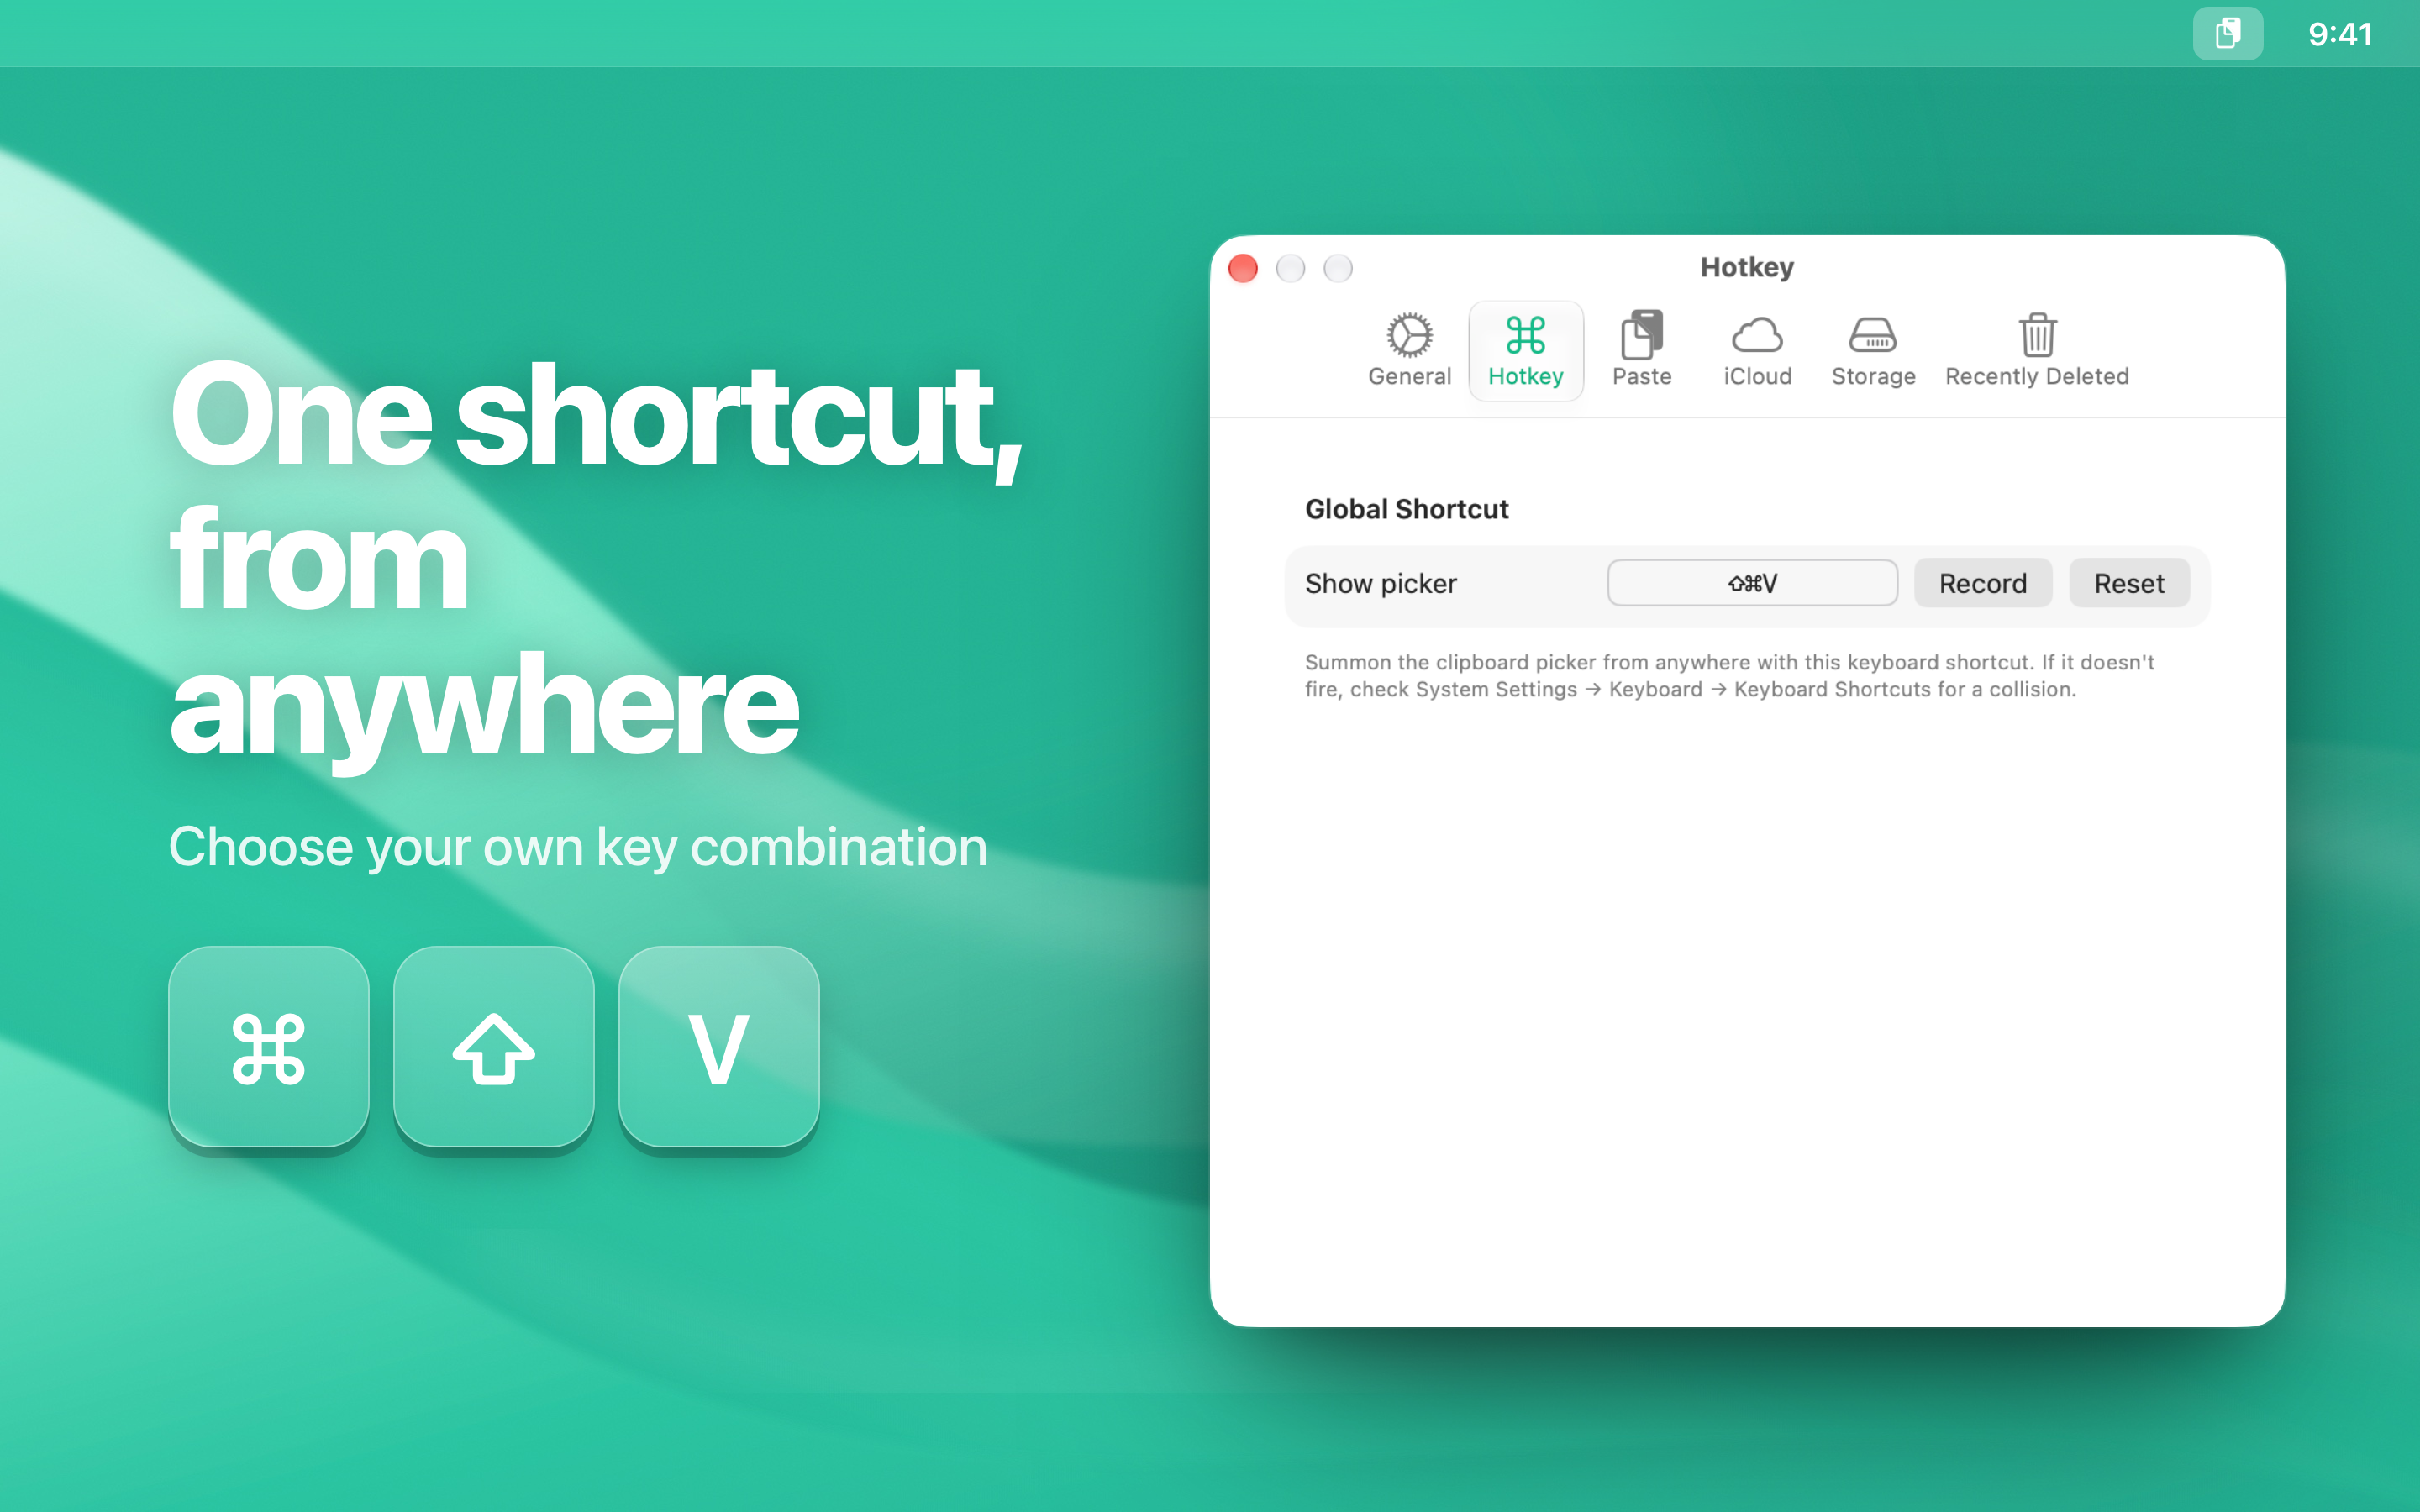 9:41
One shortcut,
from
anywhere
Choose your own key combination
⌘ ⇧ V
Hotkey
General Hotkey Paste iCloud Storage Recently Deleted
Global Shortcut
Show picker ⇧⌘V Record Reset
Summon the clipboard picker from anywhere with this keyboard shortcut. If it doesn't
fire, check System Settings → Keyboard → Keyboard Shortcuts for a collision.